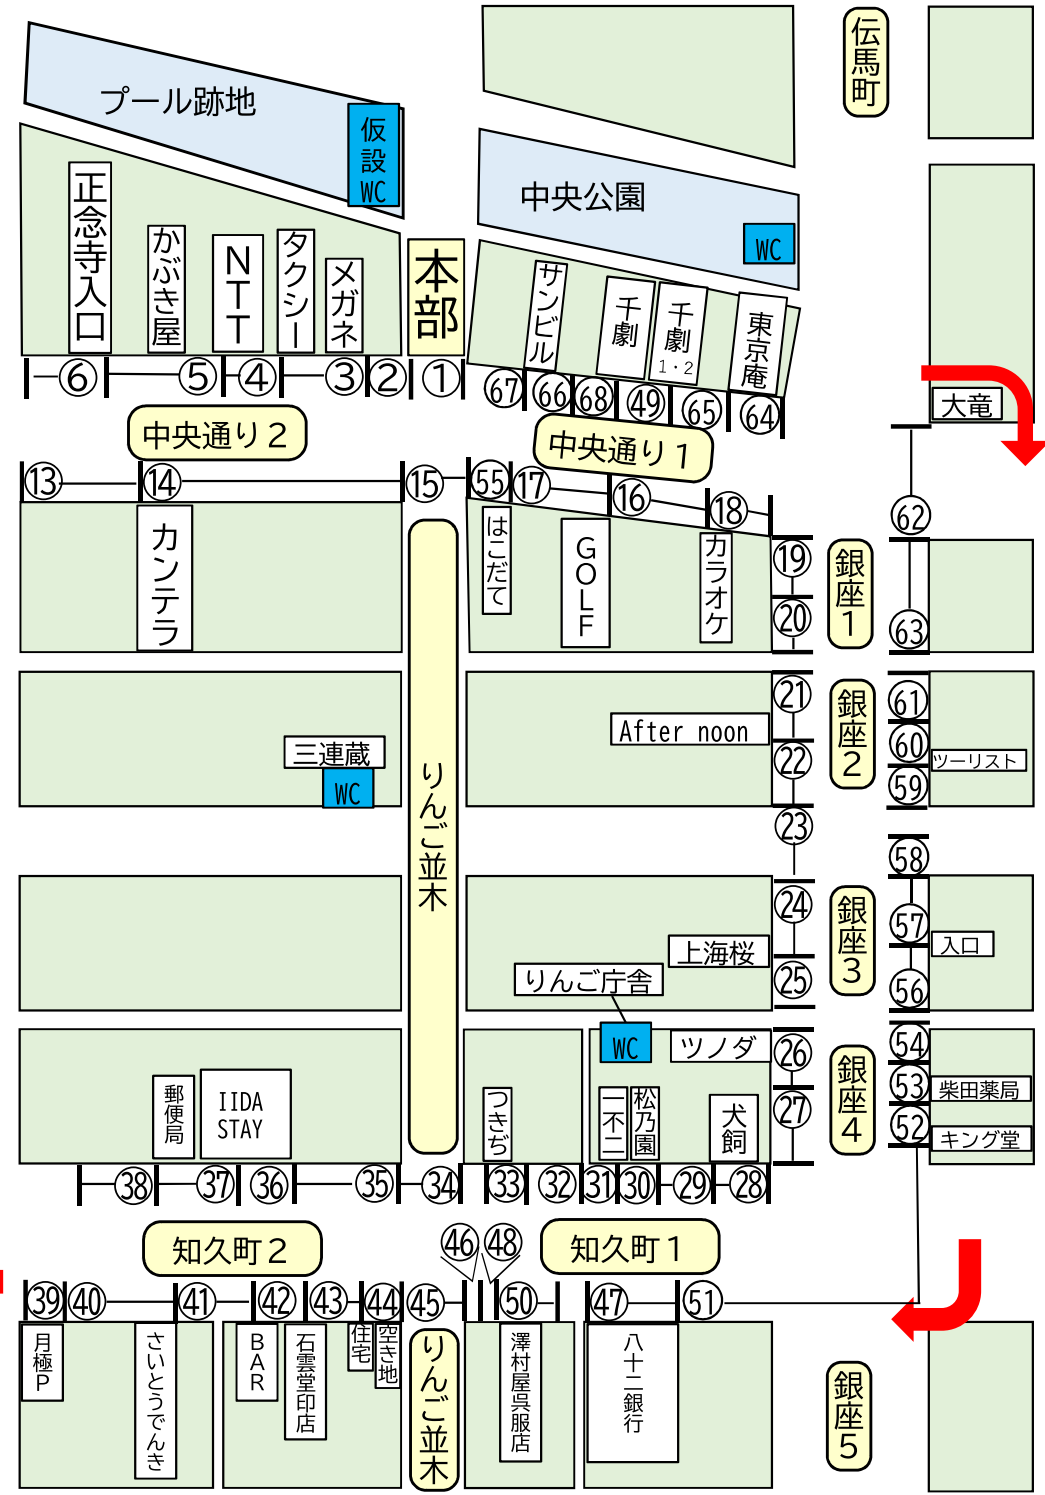 伝馬町
プール跡地
仮設WC
中央公園
WC
正念寺入口
かぶき屋
NTT
タクシー
メガネ
本部
サンビル
千劇
千劇1・2
東京庵
大竜
⑥
⑤
④
③
②
①
67
66
68
49
65
64
中央通り2
中央通り1
13
14
15
55
17
16
18
62
カンテラ
はこだて
GOLF
カラオケ
19
20
銀座1
63
21
22
23
銀座2
61
60
59
After noon
ツーリスト
三連蔵
WC
りんご並木
58
57
56
24
25
銀座3
入口
上海桜
りんご庁舎
WC
ツノダ
26
27
銀座4
54
53
52
柴田薬局
キング堂
郵便局
IIDA
STAY
つきぢ
一不二
松乃園
犬飼
38
37
36
35
34
33
32
31
30
29
28
知久町2
46
48
知久町1
39
40
41
42
43
44
45
50
47
51
月極P
さいとうでんき
BAR
石雲堂印店
住宅
空き地
りんご並木
澤村屋呉服店
八十二銀行
銀座5